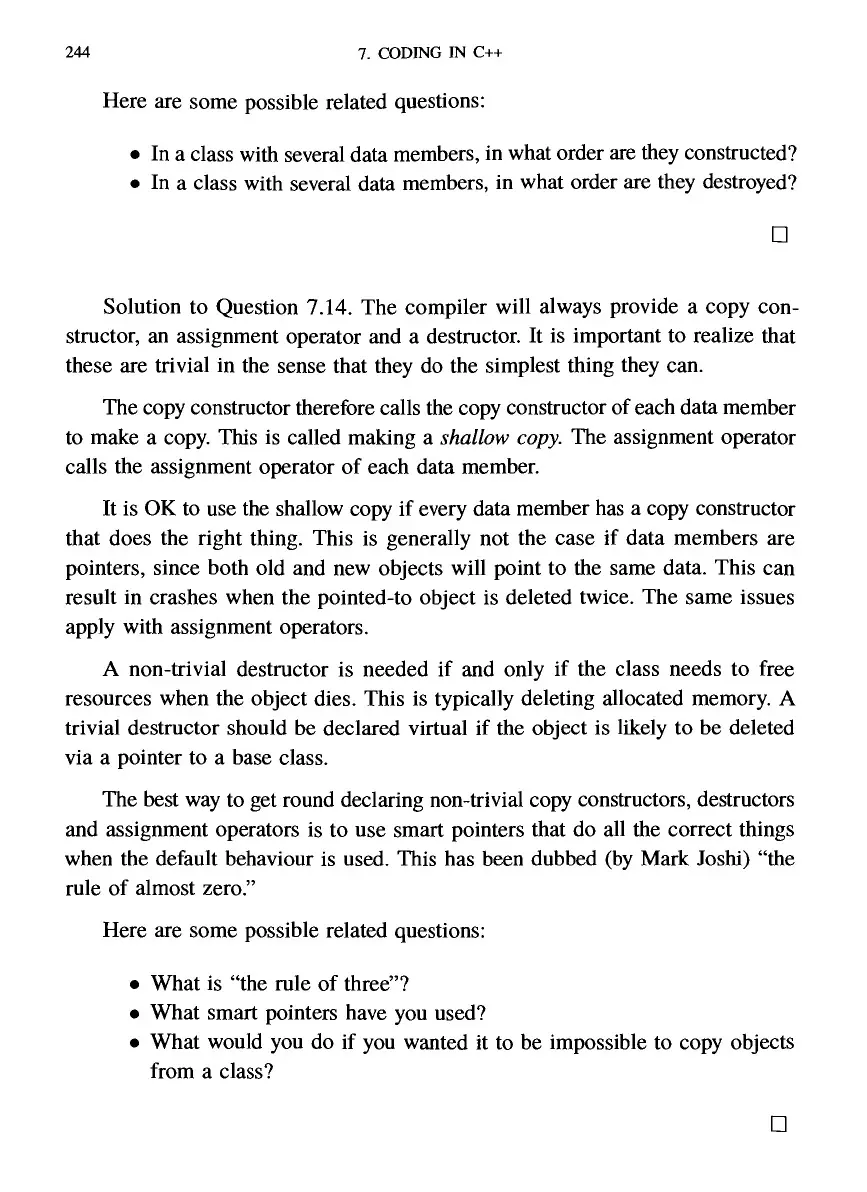 244
7. CODING IN C++
Here are some possible related questions:
• In a class with several data members, in what order are they constructed?
• In a class with several data members, in what order are they destroyed?
□
Solution to Question 7.14. The compiler will always provide a copy con-
structor, an assignment operator and a destructor. It is important to realize that
these are trivial in the sense that they do the simplest thing they can.
The copy constructor therefore calls the copy constructor of each data member
to make a copy. This is called making a shallow copy. The assignment operator
calls the assignment operator of each data member.
It is OK to use the shallow copy if every data member has a copy constructor
that does the right thing. This is generally not the case if data members are
pointers, since both old and new objects will point to the same data. This can
result in crashes when the pointed-to object is deleted twice. The same issues
apply with assignment operators.
A non-trivial destructor is needed if and only if the class needs to free
resources when the object dies. This is typically deleting allocated memory. A
trivial destructor should be declared virtual if the object is likely to be deleted
via a pointer to a base class.
The best way to get round declaring non-trivial copy constructors, destructors
and assignment operators is to use smart pointers that do all the correct things
when the default behaviour is used. This has been dubbed (by Mark Joshi) “the
rule of almost zero.”
Here are some possible related questions:
• What is “the rule of three”?
• What smart pointers have you used?
• What would you do if you wanted it to be impossible to copy objects
from a class?
□